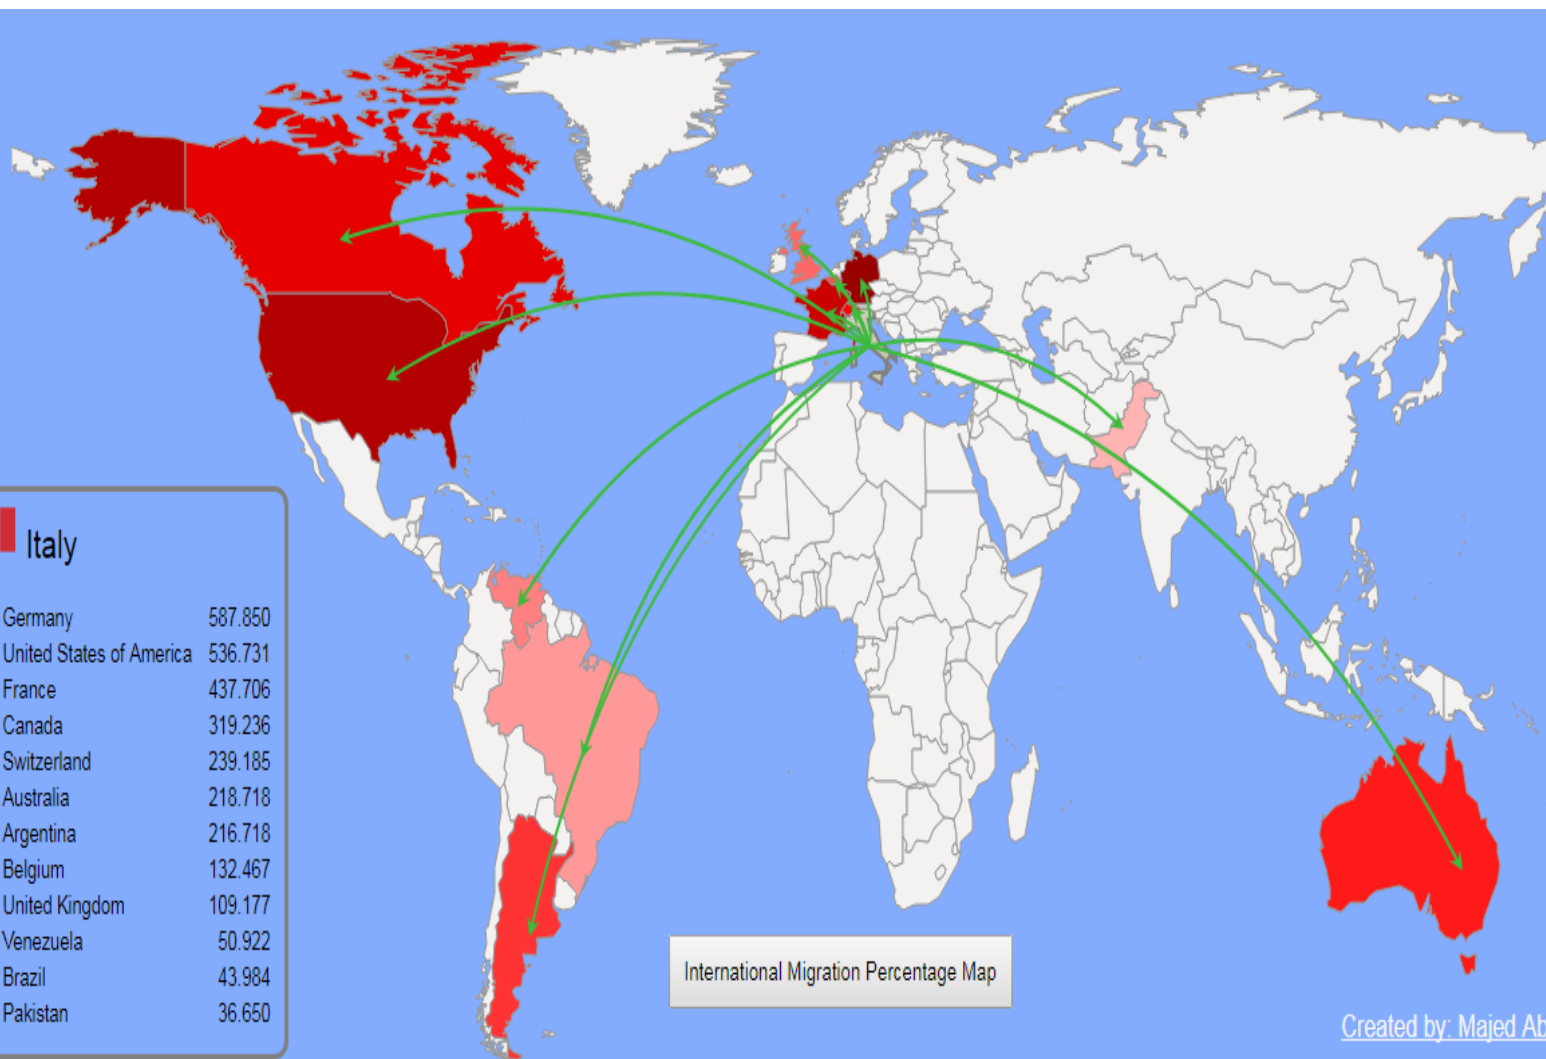 Italy
Germany 587.850
United States of America 536.731
France 437.706
Canada 319.236
Switzerland 239.185
Australia 218.718
Argentina 216.718
Belgium 132.467
United Kingdom 109.177
Venezuela 50.922
Brazil 43.984
Pakistan 36.650
International Migration Percentage Map
Created by: Majed Ab